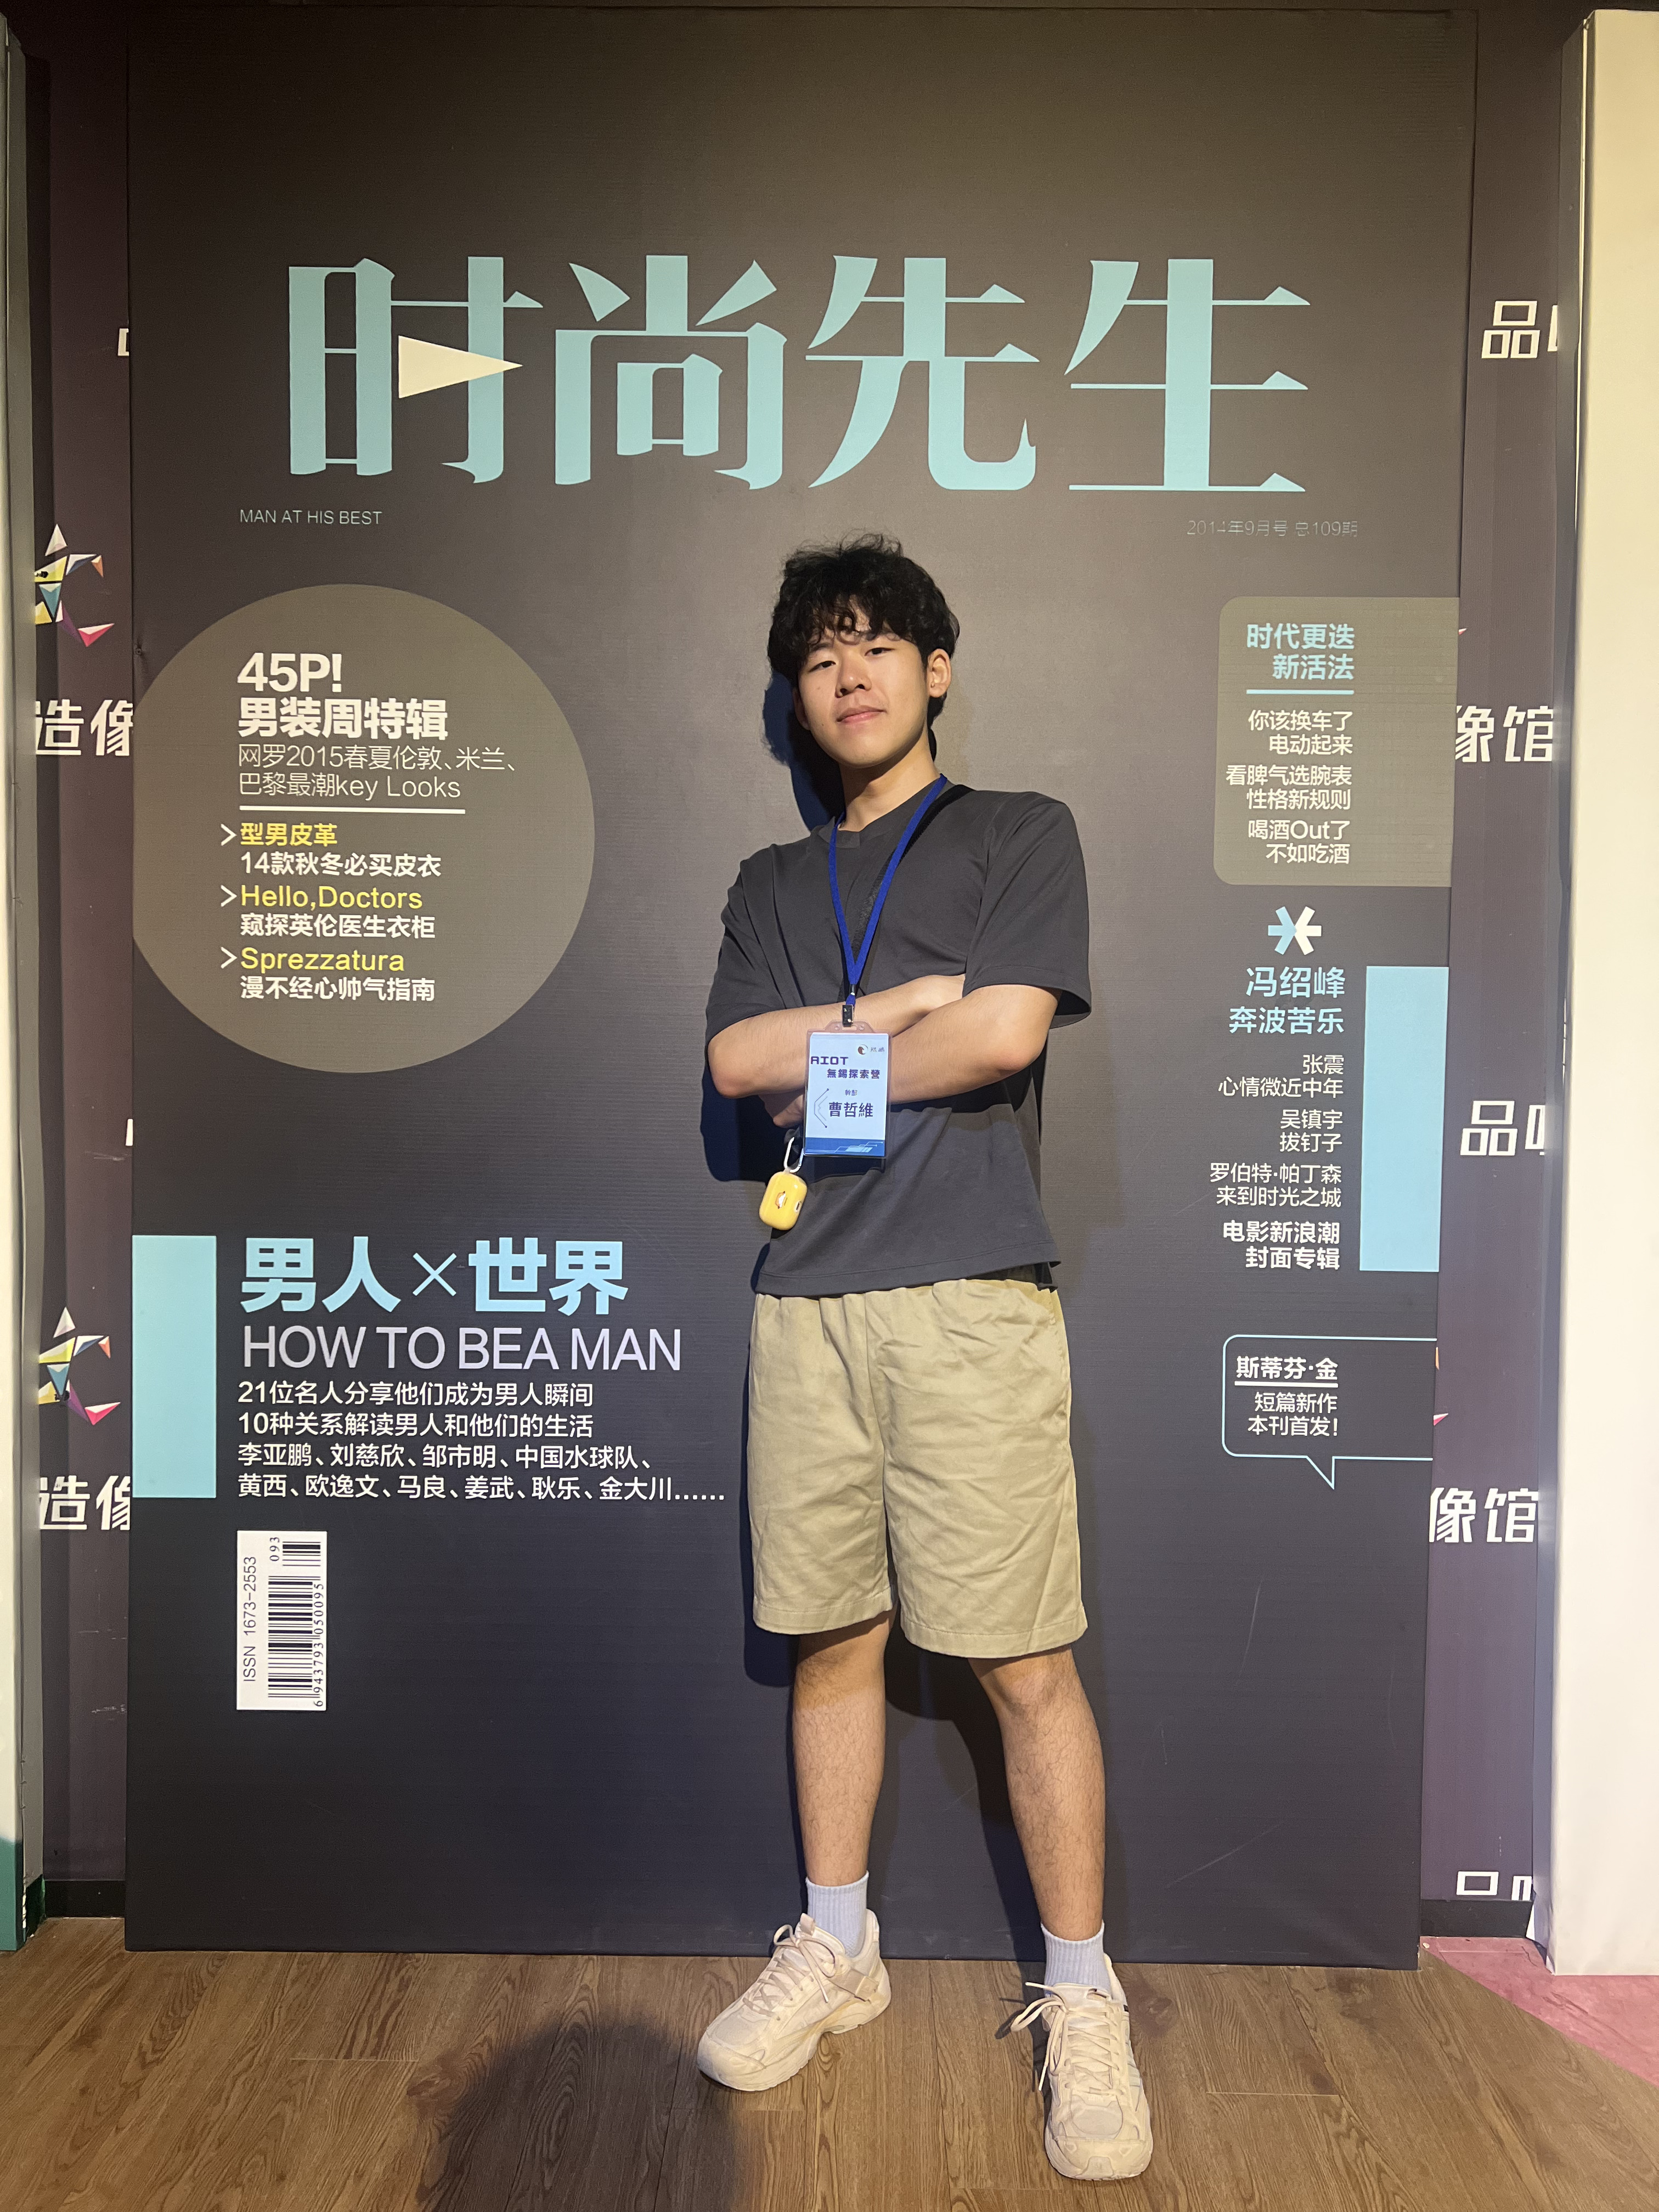 时尚先生
MAN AT HIS BEST
2014年9月号 总109期
45P!
男装周特辑
网罗2015春夏伦敦、米兰、
巴黎最潮key Looks
>型男皮革
14款秋冬必买皮衣
>Hello,Doctors
窥探英伦医生衣柜
>Sprezzatura
漫不经心帅气指南
时代更迭
新活法
你该换车了
电动起来
看脾气选腕表
性格新规则
喝酒Out了
不如吃酒
冯绍峰
奔波苦乐
张震
心情微近中年
吴镇宇
拔钉子
罗伯特·帕丁森
来到时光之城
电影新浪潮
封面专辑
AIOT
無錫探索營
曹哲維
男人×世界
HOW TO BE A MAN
21位名人分享他们成为男人瞬间
10种关系解读男人和他们的生活
李亚鹏、刘慈欣、邹市明、中国水球队、
黄西、欧逸文、马良、姜武、耿乐、金大川……
斯蒂芬·金
短篇新作
本刊首发!
ISSN 1673-2553
093
6 943793 050095
造像
像馆
品
品
造像
像馆